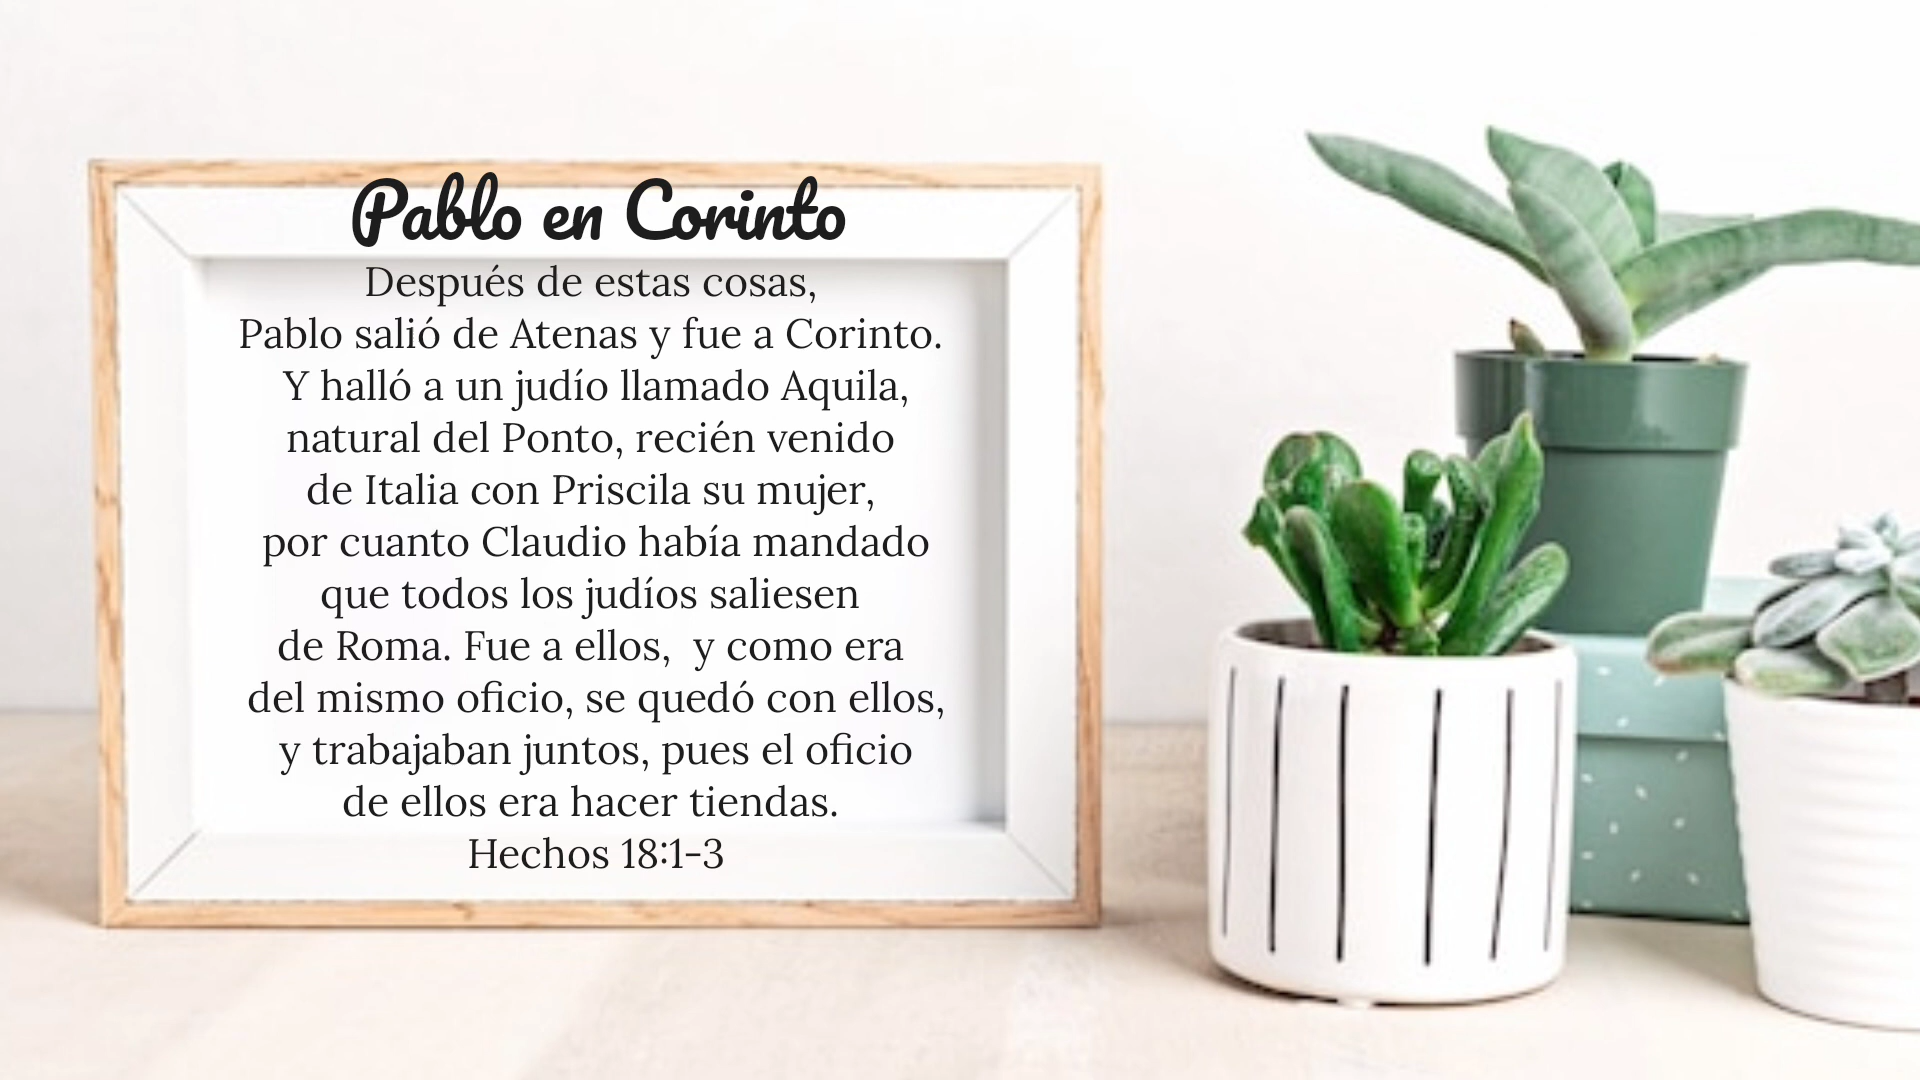 Pablo en Corinto
Después de estas cosas,
Pablo salió de Atenas y fue a Corinto.
Y halló a un judío llamado Aquila,
natural del Ponto, recién venido
de Italia con Priscila su mujer,
por cuanto Claudio había mandado
que todos los judíos saliesen
de Roma. Fue a ellos,  y como era
del mismo oficio, se quedó con ellos,
y trabajaban juntos, pues el oficio
de ellos era hacer tiendas.
Hechos 18:1-3